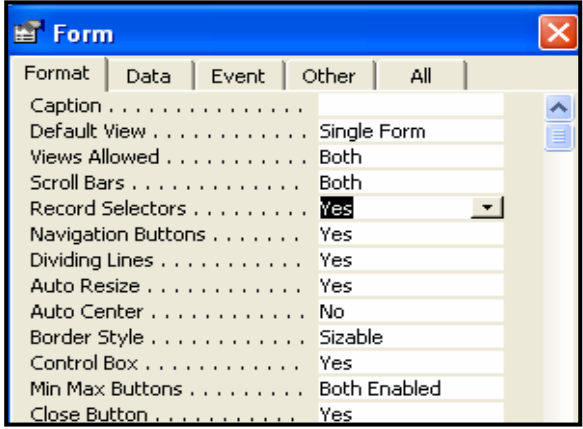 Form
Format Data Event Other All
Caption . . . . . . . . . . . . . . .
Default View . . . . . . . . . . . . Single Form
Views Allowed . . . . . . . . . . . Both
Scroll Bars . . . . . . . . . . . . . . Both
Record Selectors . . . . . . . . . Yes
Navigation Buttons . . . . . . . Yes
Dividing Lines . . . . . . . . . . . . Yes
Auto Resize . . . . . . . . . . . . . Yes
Auto Center . . . . . . . . . . . . . No
Border Style . . . . . . . . . . . . . Sizable
Control Box . . . . . . . . . . . . . Yes
Min Max Buttons . . . . . . . . . Both Enabled
Close Button . . . . . . . . . . . . Yes